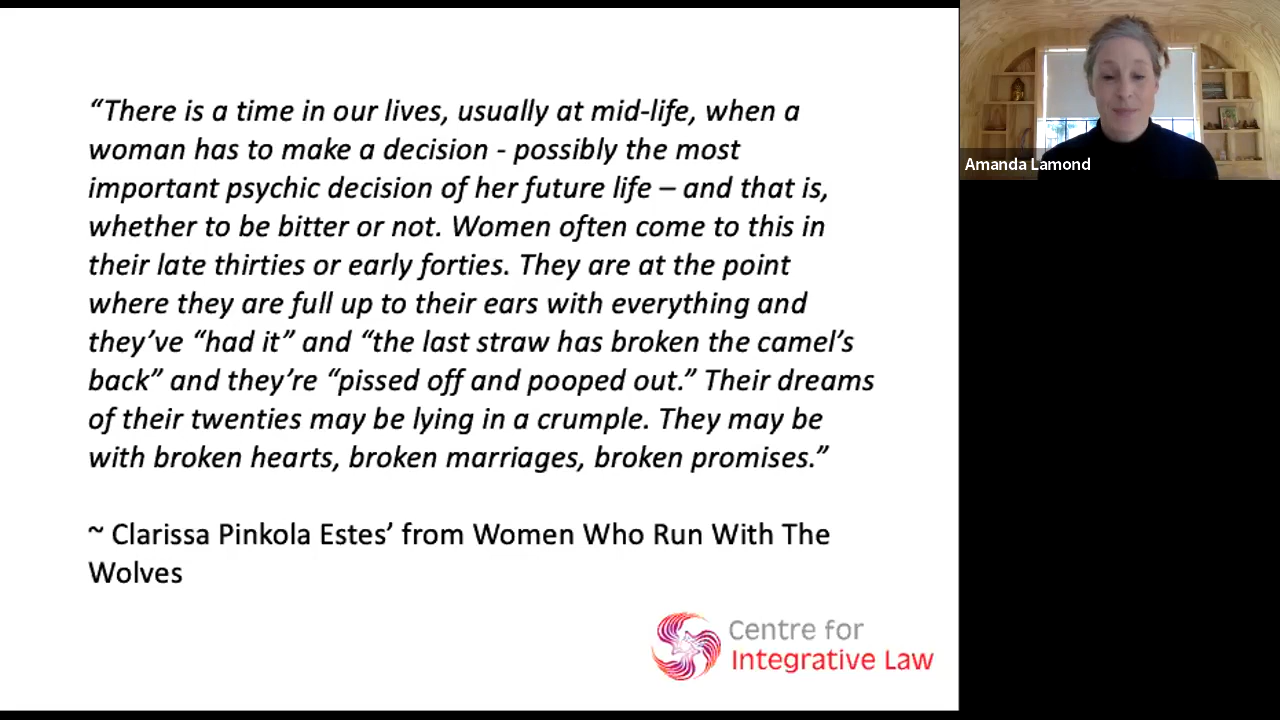 “There is a time in our lives, usually at mid-life, when a
woman has to make a decision - possibly the most
important psychic decision of her future life – and that is,
whether to be bitter or not. Women often come to this in
their late thirties or early forties. They are at the point
where they are full up to their ears with everything and
they’ve “had it” and “the last straw has broken the camel’s
back” and they’re “pissed off and pooped out.” Their dreams
of their twenties may be lying in a crumple. They may be
with broken hearts, broken marriages, broken promises.”
~ Clarissa Pinkola Estes’ from Women Who Run With The
Wolves
Centre for
Integrative Law
Amanda Lamond